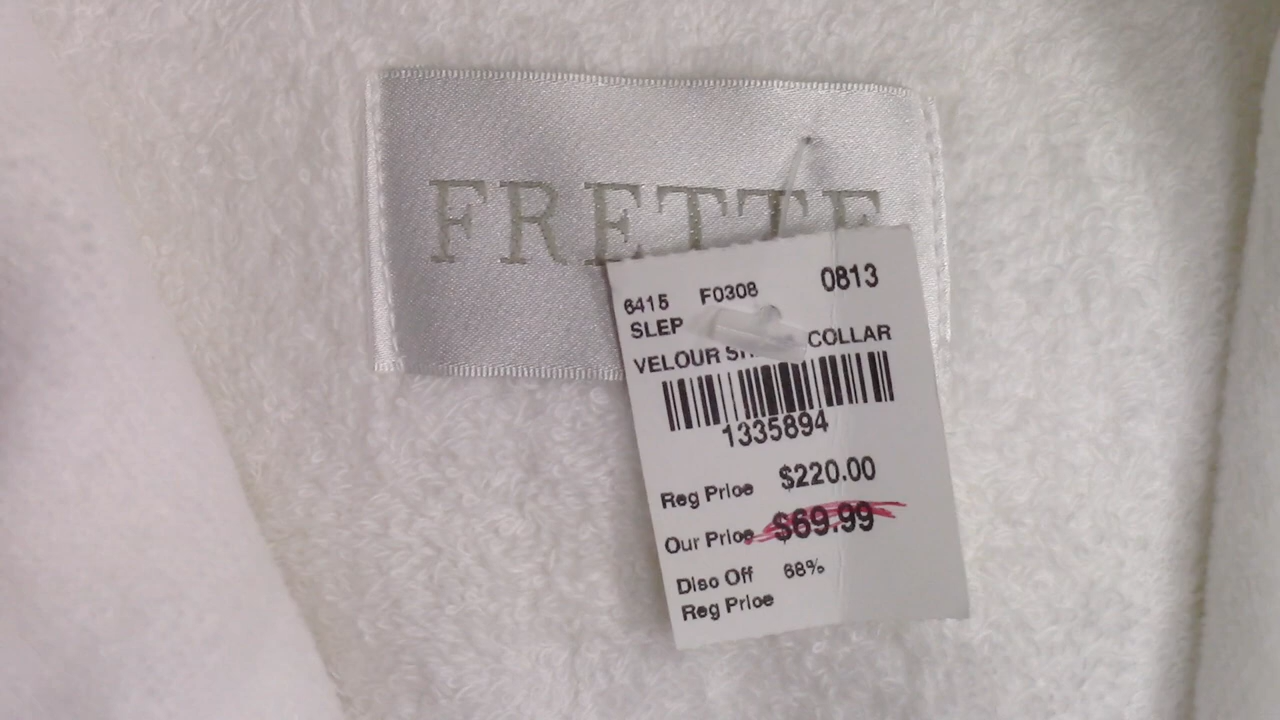 FRETTE
6415 F0308 0813
SLEP
VELOUR COLLAR
1335894
Reg Price $220.00
Our Price $69.99
Disc Off 68%
Reg Price